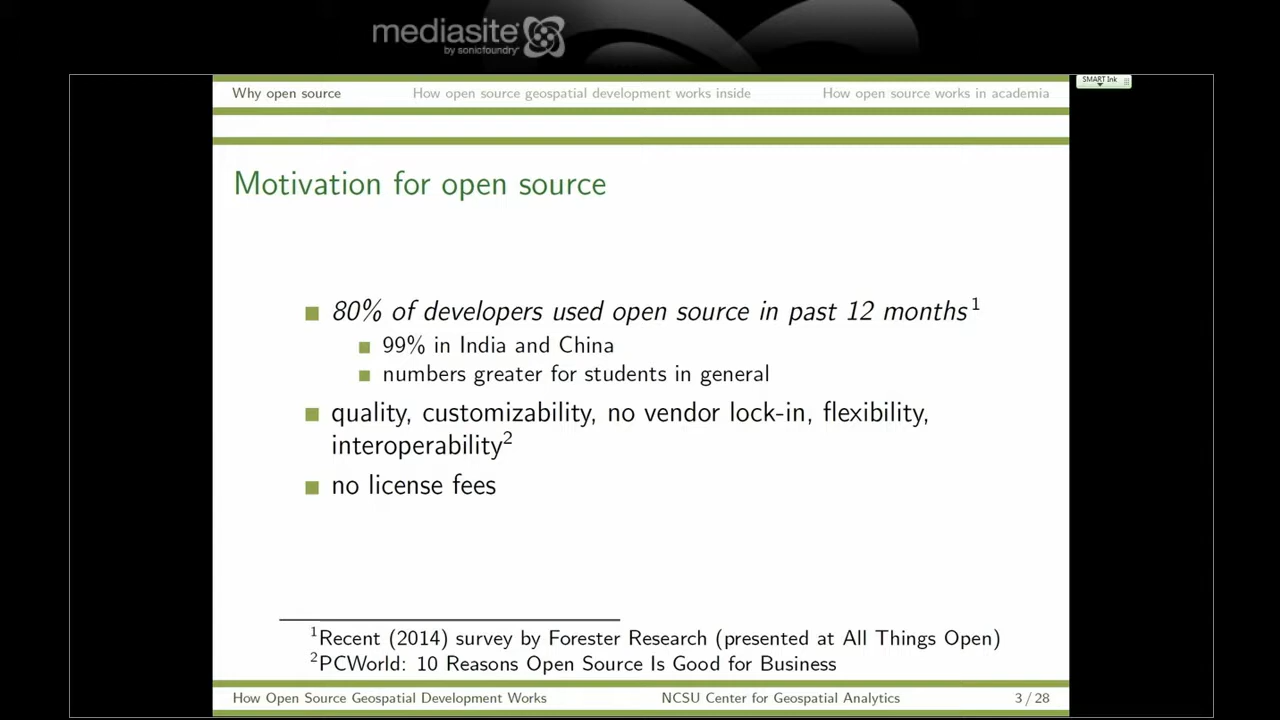 mediasite
by sonicfoundry
SMART Ink
Why open source How open source geospatial development works inside How open source works in academia
Motivation for open source
80% of developers used open source in past 12 months1
99% in India and China
numbers greater for students in general
quality, customizability, no vendor lock-in, flexibility,
interoperability2
no license fees
1Recent (2014) survey by Forester Research (presented at All Things Open)
2PCWorld: 10 Reasons Open Source Is Good for Business
How Open Source Geospatial Development Works NCSU Center for Geospatial Analytics 3 / 28